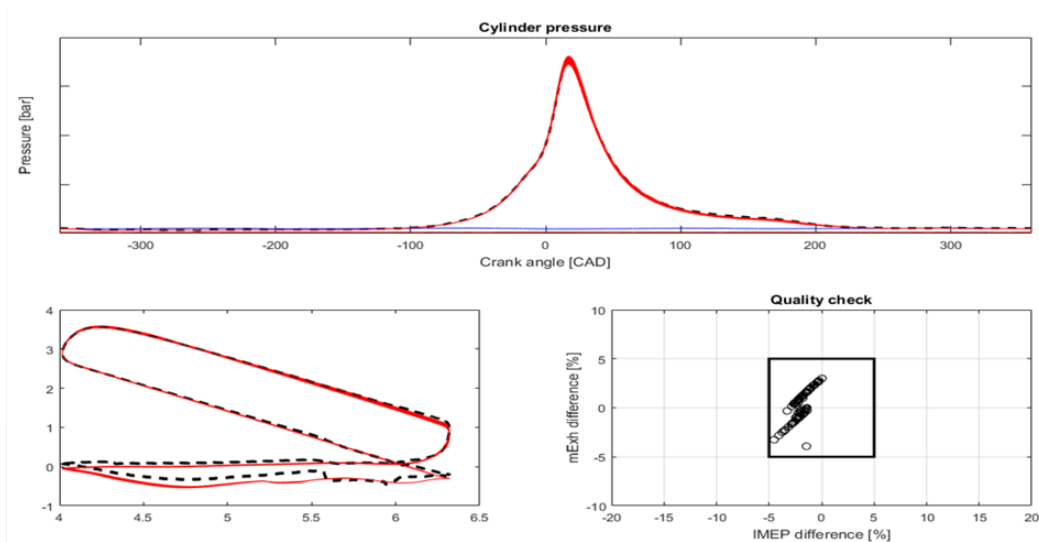 Cylinder pressure
Pressure [bar]
-300 -200 -100 0 100 200 300
Crank angle [CAD]
4
3
2
1
0
-1
4 4.5 5 5.5 6 6.5
Quality check
10
5
0
-5
-10
mExh difference [%]
-20 -15 -10 -5 0 5 10 15 20
IMEP difference [%]